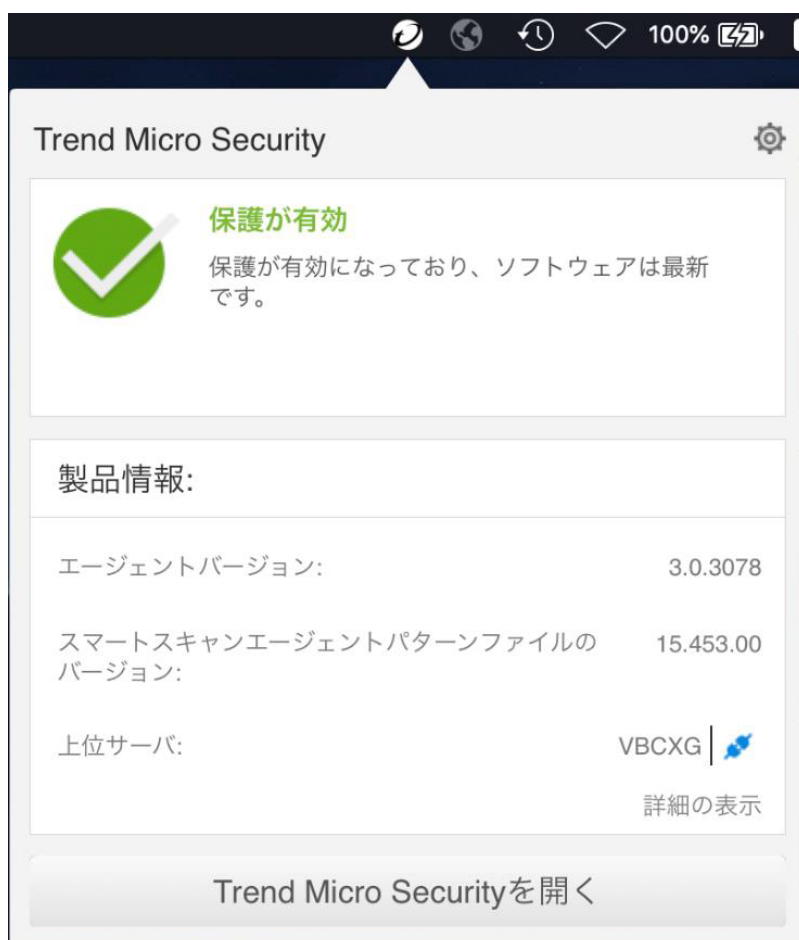 100%
Trend Micro Security
保護が有効
保護が有効になっており、ソフトウェアは最新
です。
製品情報:
エージェントバージョン: 3.0.3078
スマートスキャンエージェントパターンファイルの 15.453.00
バージョン:
上位サーバ: VBCXG
詳細の表示
Trend Micro Securityを開く